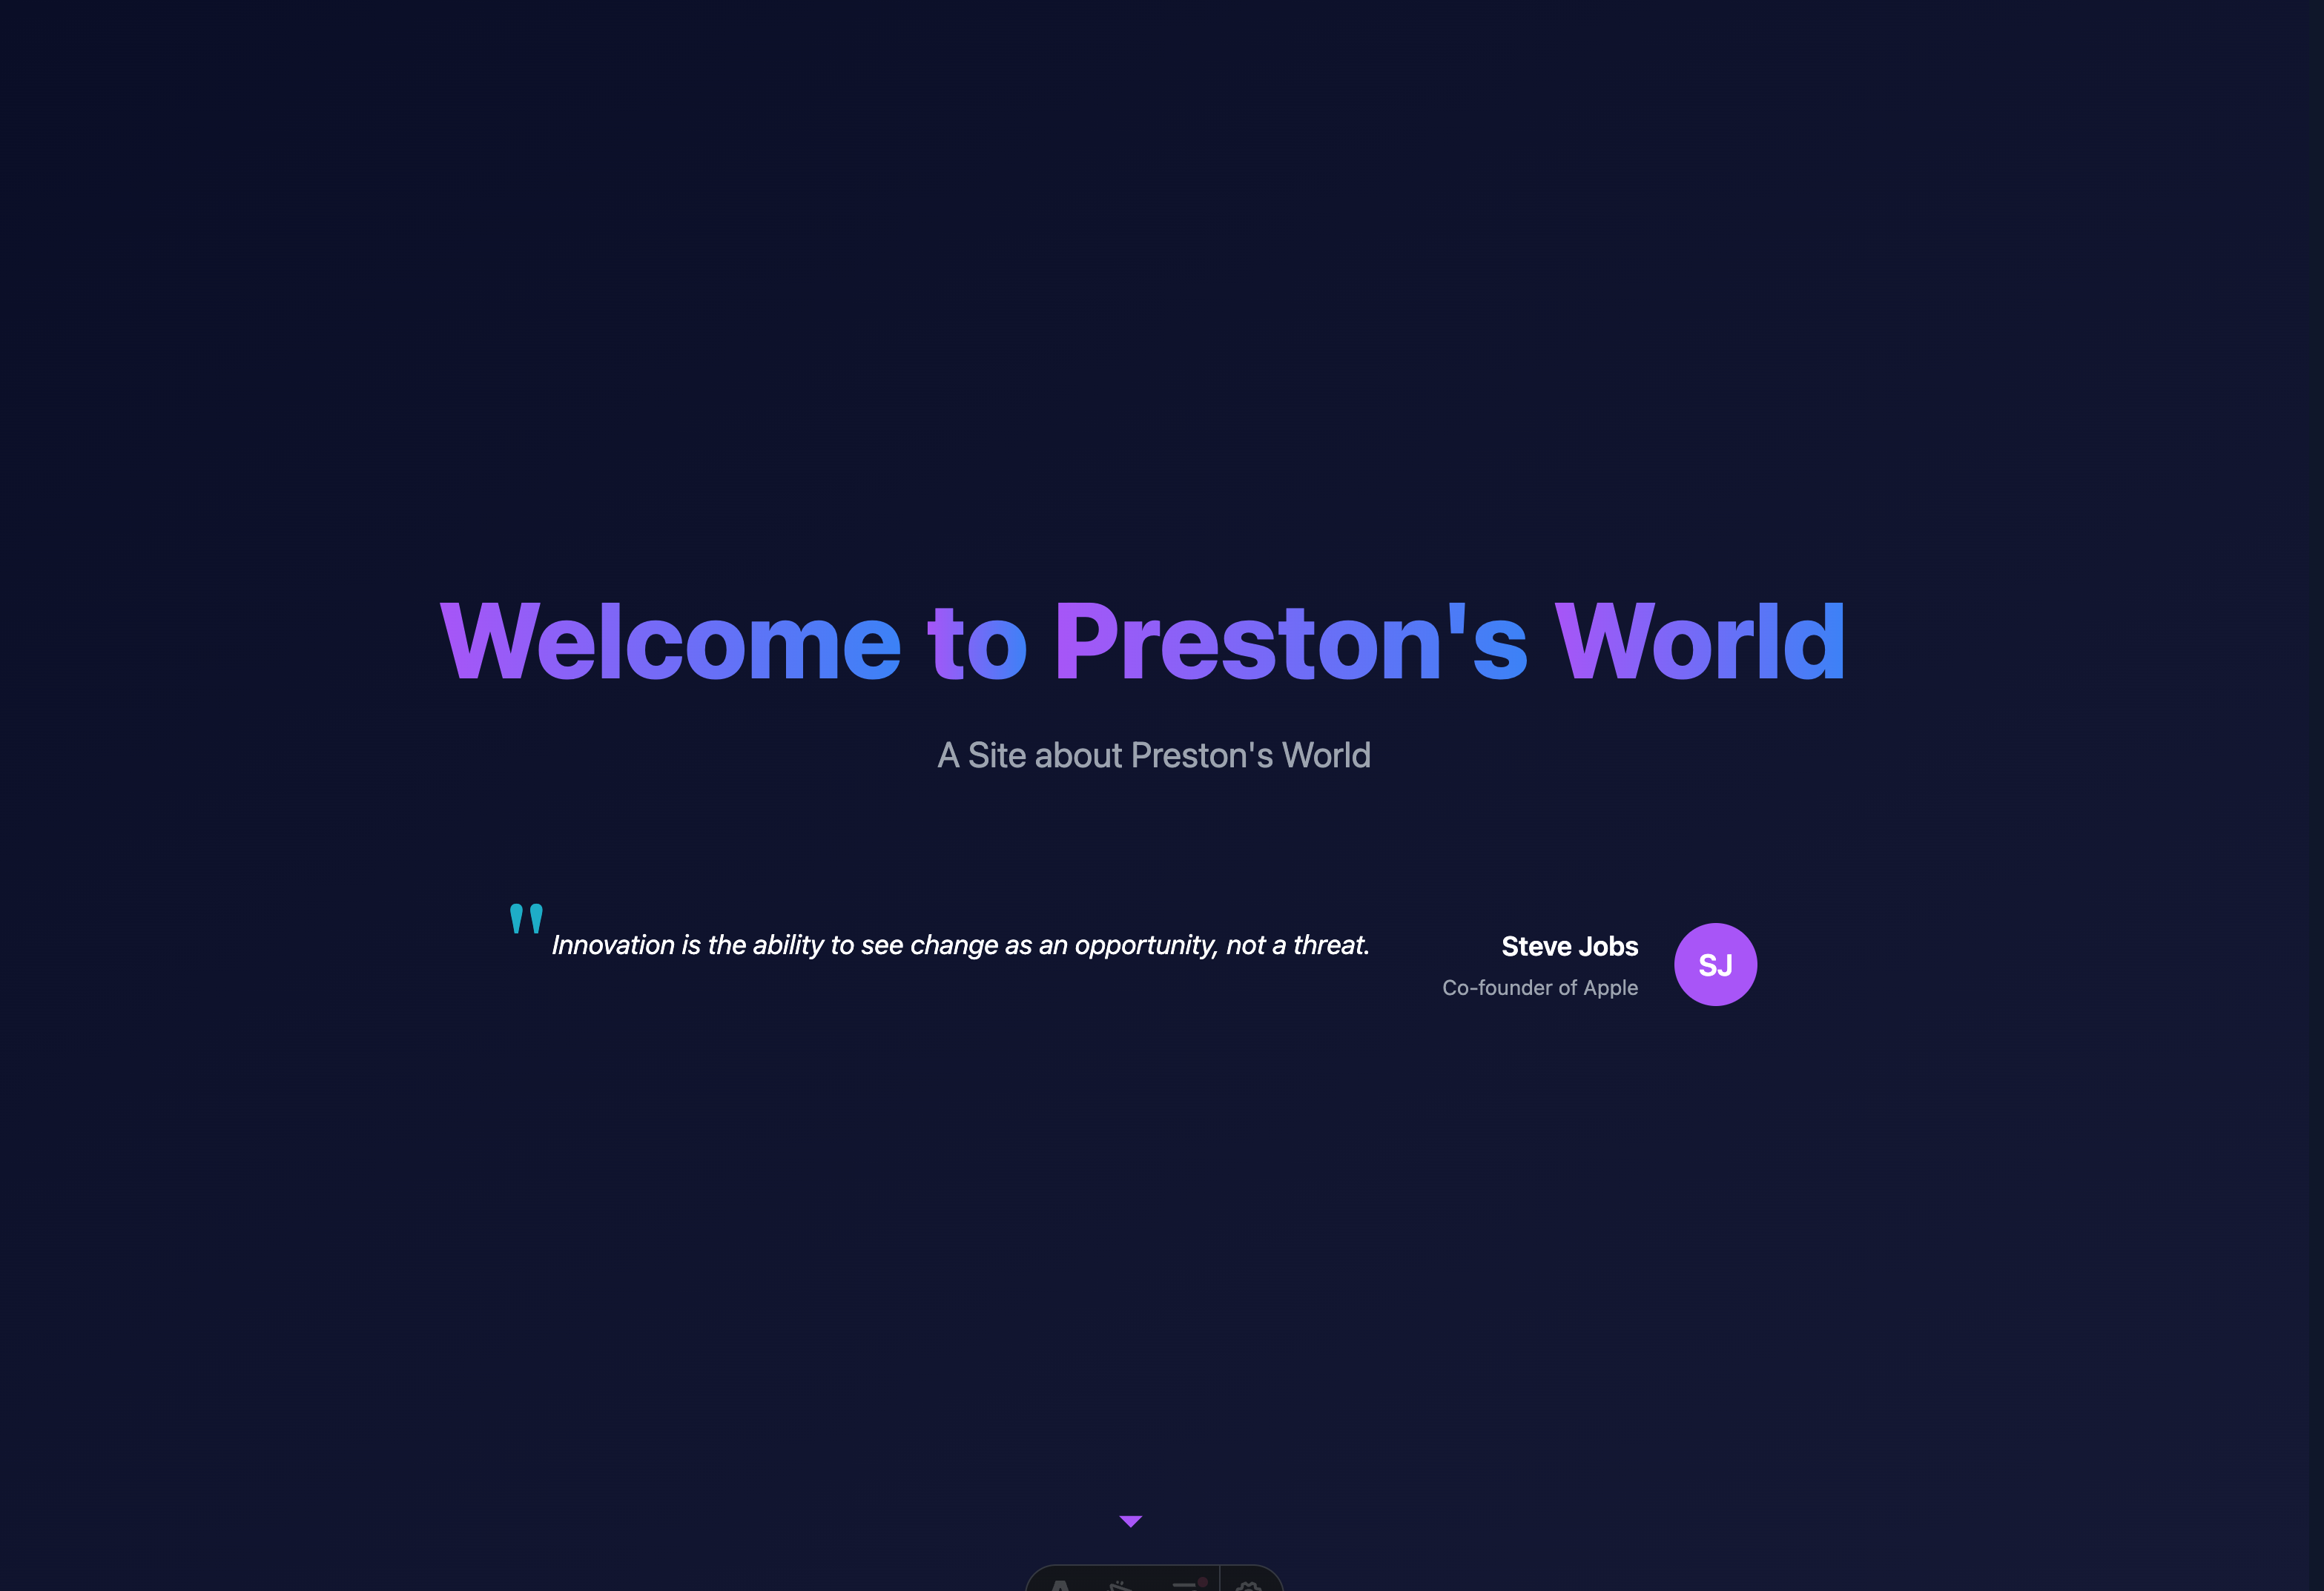 Welcome to Preston's World
A Site about Preston's World
"
Innovation is the ability to see change as an opportunity, not a threat.
Steve Jobs
Co-founder of Apple
SJ